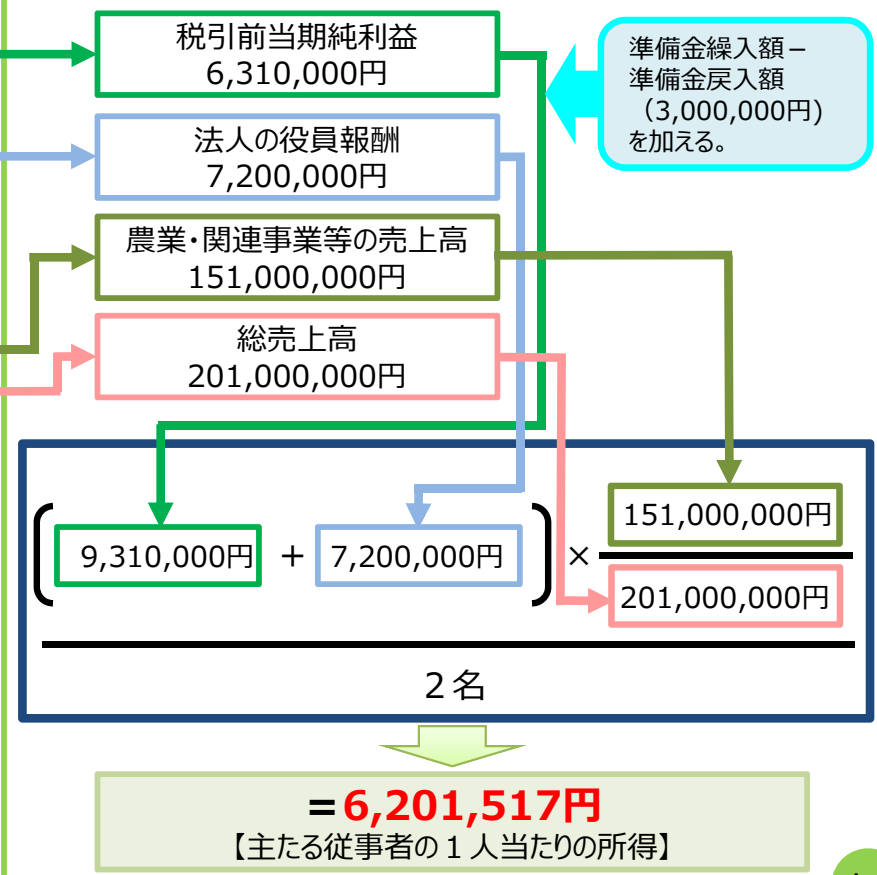 税引前当期純利益
6,310,000円
準備金繰入額－
準備金戻入額
（3,000,000円)
を加える。
法人の役員報酬
7,200,000円
農業・関連事業等の売上高
151,000,000円
総売上高
201,000,000円
9,310,000円 + 7,200,000円 × 151,000,000円
201,000,000円
２名
=6,201,517円
【主たる従事者の１人当たりの所得】